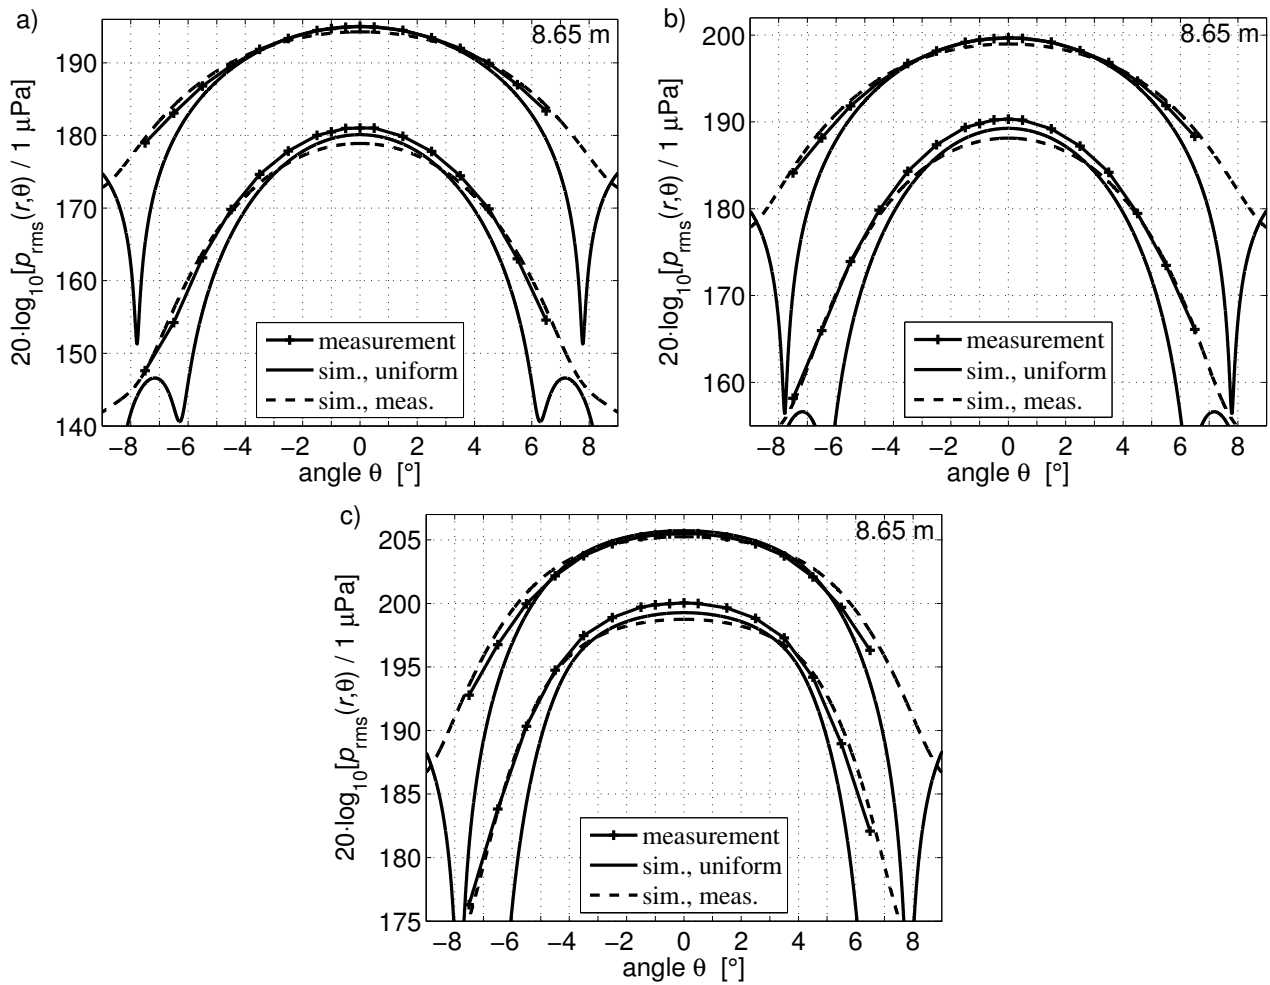 a)
8.65 m
20·log10[prms(r,θ) / 1 μPa]
190
180
170
160
150
140
measurement
sim., uniform
sim., meas.
−8 −6 −4 −2 0 2 4 6 8
angle θ [°]
b)
8.65 m
20·log10[prms(r,θ) / 1 μPa]
200
190
180
170
160
measurement
sim., uniform
sim., meas.
−8 −6 −4 −2 0 2 4 6 8
angle θ [°]
c)
8.65 m
20·log10[prms(r,θ) / 1 μPa]
205
200
195
190
185
180
175
measurement
sim., uniform
sim., meas.
−8 −6 −4 −2 0 2 4 6 8
angle θ [°]